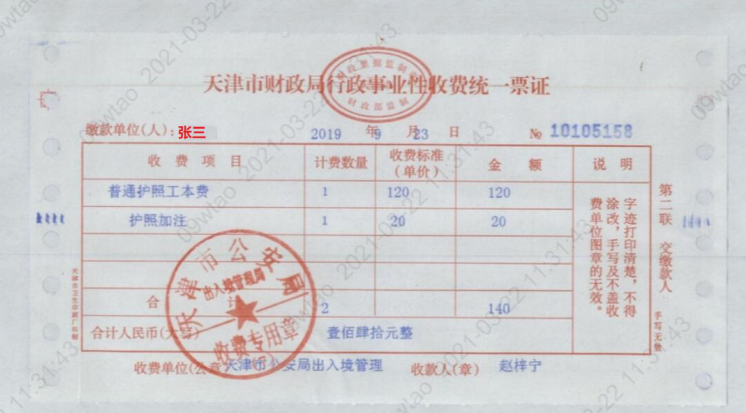 天津市财政局行政事业性收费统一票证
财政票据监制
财政部监制
缴款单位(人): 张三 2019 年 9 月 23 日 № 10105158
收费项目 计费数量 收费标准(单价) 金额 说明
普通护照工本费 1 120 120
护照加注 1 20 20
合计 2 140
合计人民币(大 壹佰肆拾元整
字迹打印清楚,不得
涂改,手写及不盖收
费单位图章的无效。
第二联 交缴款人
手写无效
天津市公安局
出入境管理局
收费专用章
收费单位(公章 天津市公安局出入境管理 收款人(章) 赵梓宁
09wtao 2021-03-22 11:31:43